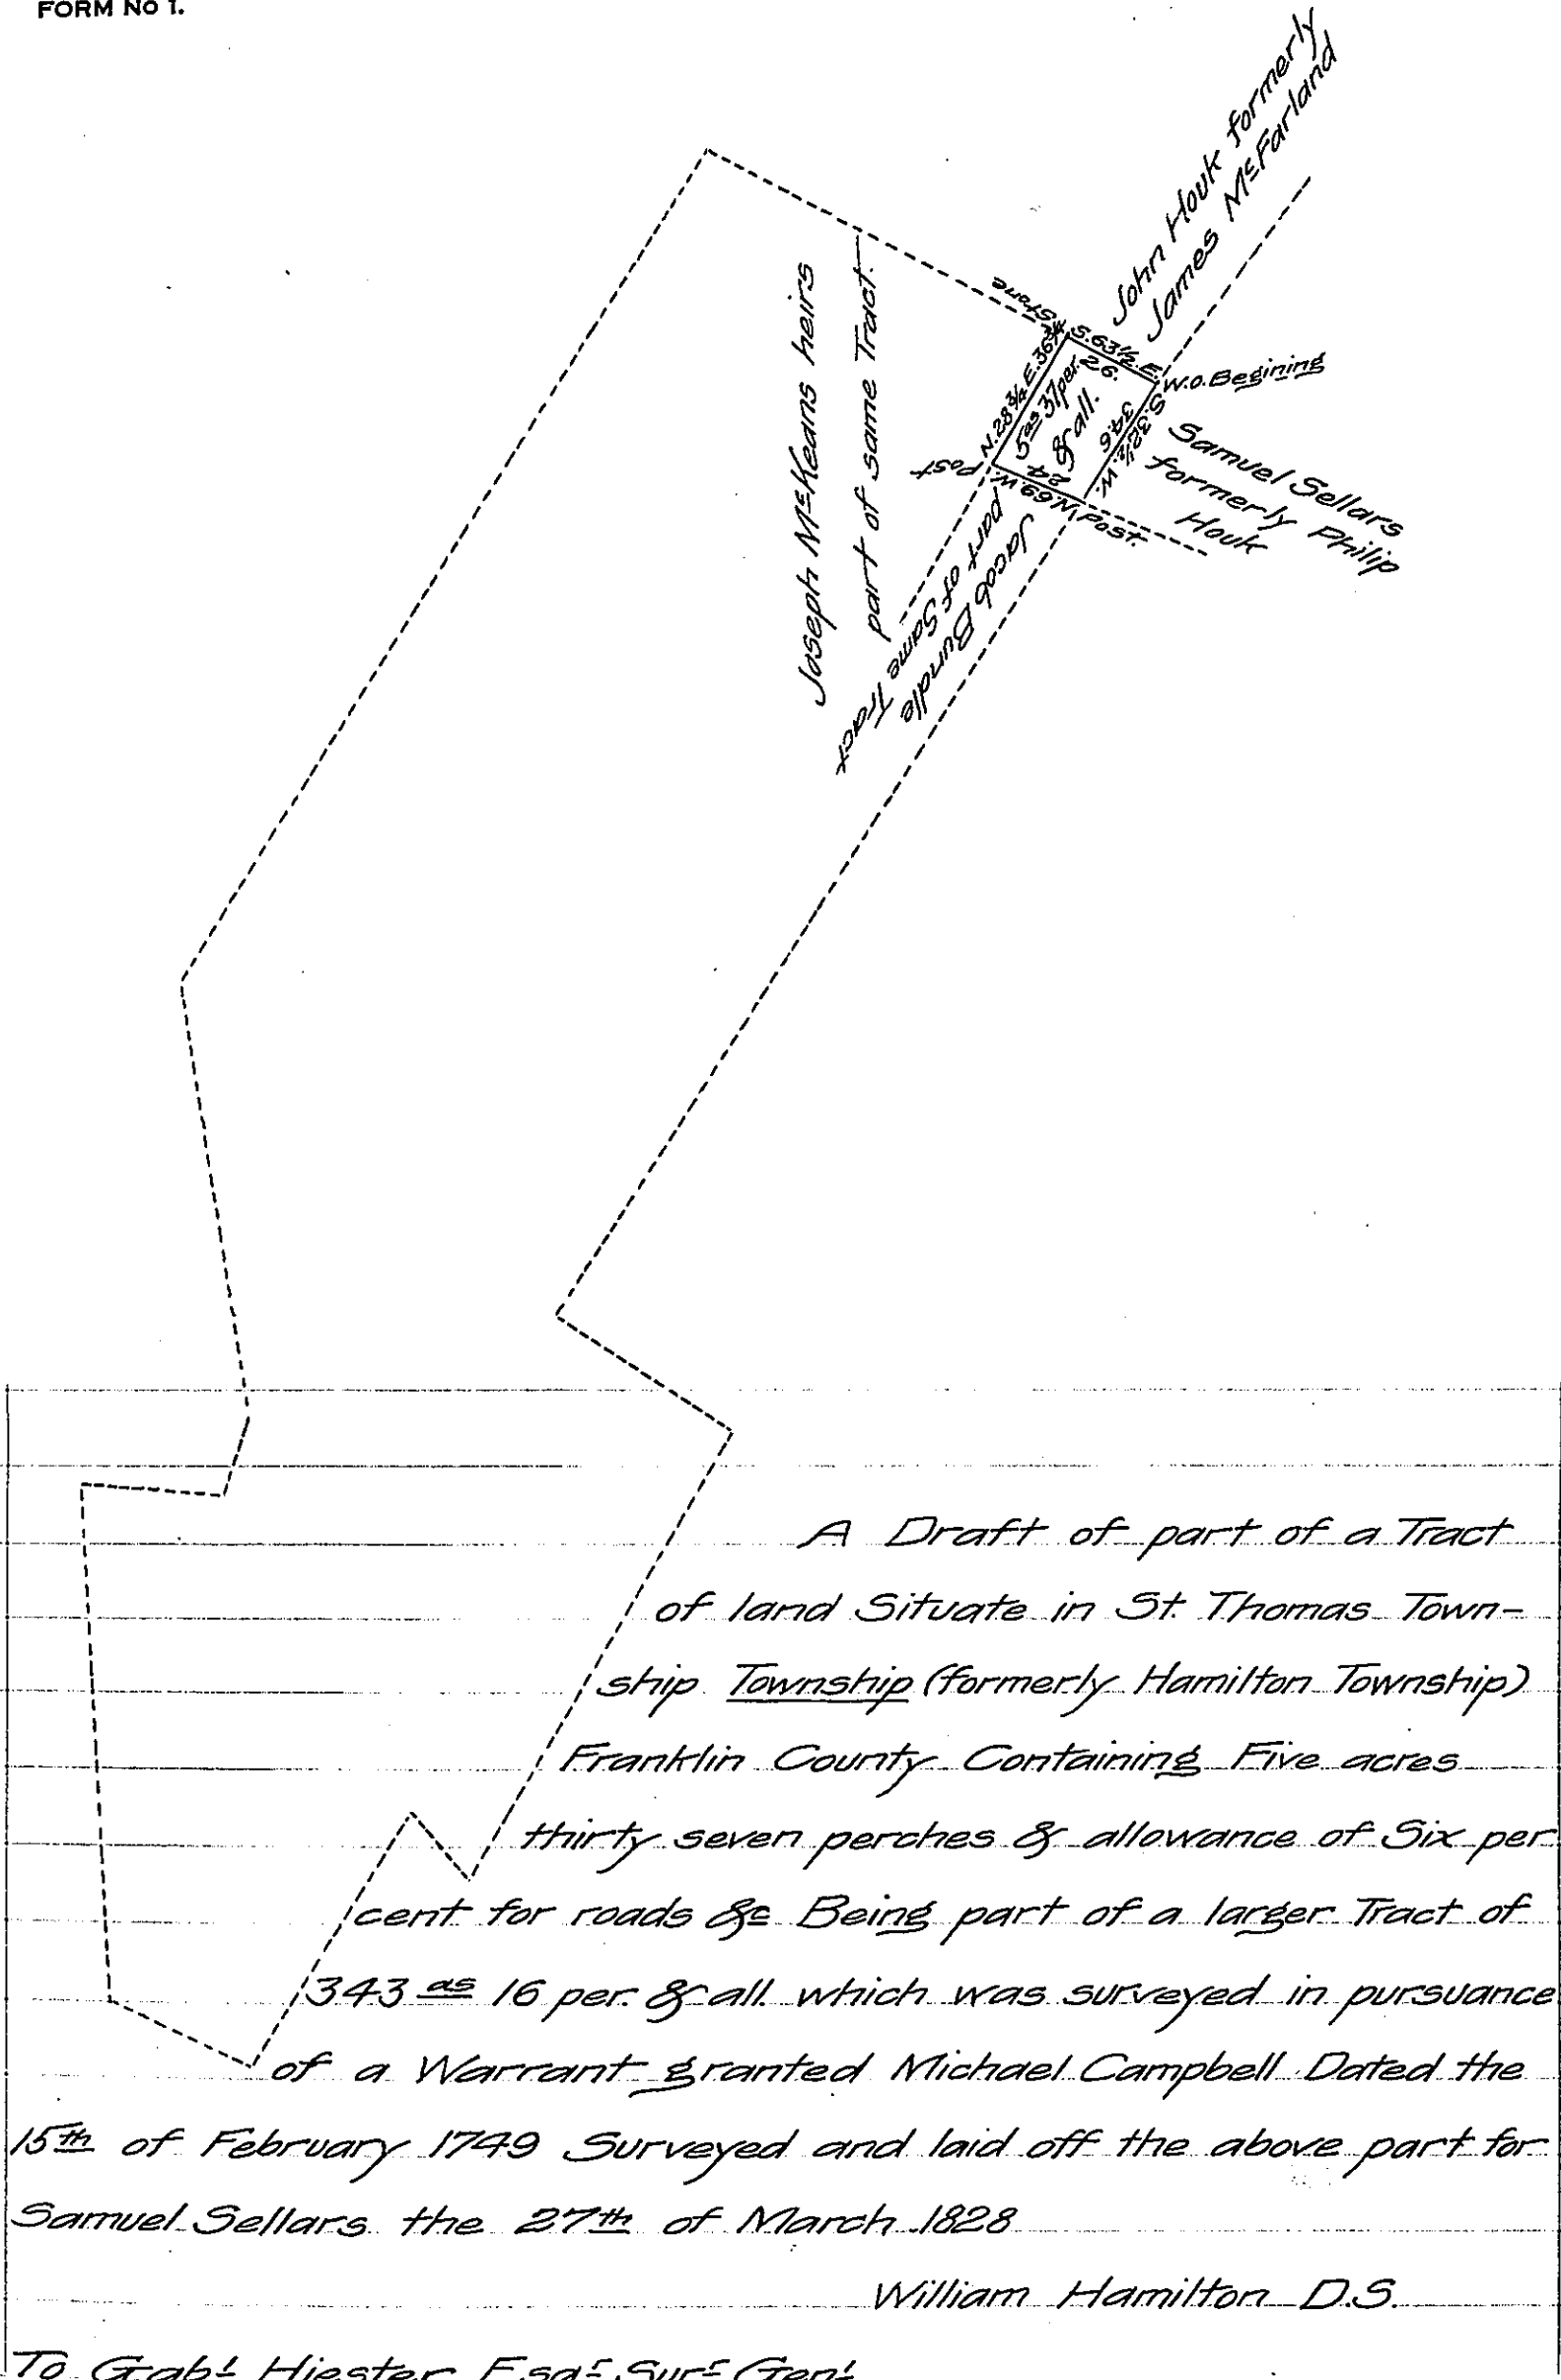 FORM No 1.
John Houk formerly
James McFarland
Joseph McKeans heirs
part of same Tract.
Stone
S. 63½ E.
26.
W.O. Begining
N. 28¾ E. 36¾
5as 37 per.
& all.
S. 32½ W.
34.6
Samuel Sellars
formerly Philip
Houk
Post
N 69 W.
24
Post.
Jacob Bundle
part of Same Tract
A Draft of part of a Tract
of land Situate in St. Thomas Town-
ship Township (formerly Hamilton Township)
Franklin County Containing Five acres
thirty seven perches & allowance of Six per
cent for roads &c Being part of a larger Tract of
343 as 16 per. & all. which was surveyed in pursuance
of a Warrant granted Michael Campbell Dated the
15th of February 1749 Surveyed and laid off the above part for
Samuel Sellars the 27th of March 1828
William Hamilton D.S.
To Gabt Hiester Esqr Surr Genl